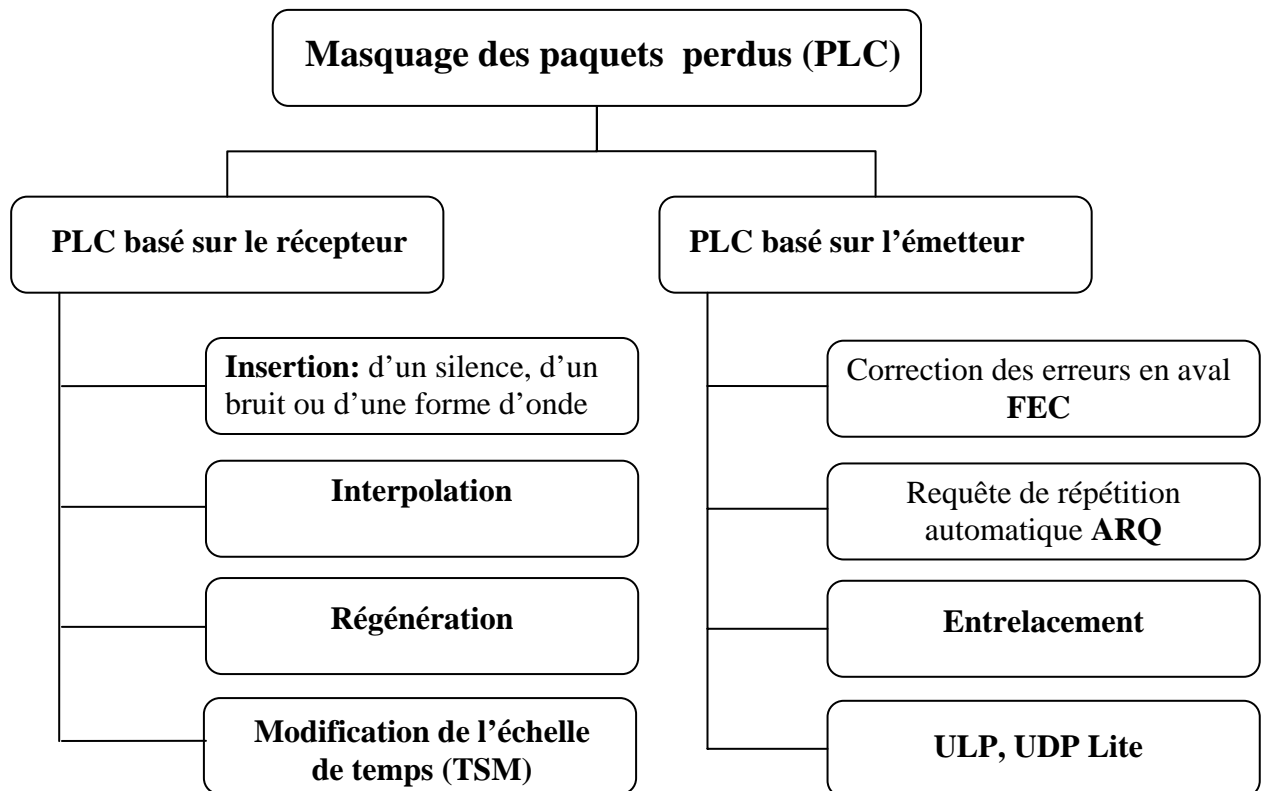 Masquage des paquets perdus (PLC)
PLC basé sur le récepteur
Insertion: d’un silence, d’un
bruit ou d’une forme d’onde
Interpolation
Régénération
Modification de l’échelle
de temps (TSM)
PLC basé sur l’émetteur
Correction des erreurs en aval
FEC
Requête de répétition
automatique ARQ
Entrelacement
ULP, UDP Lite